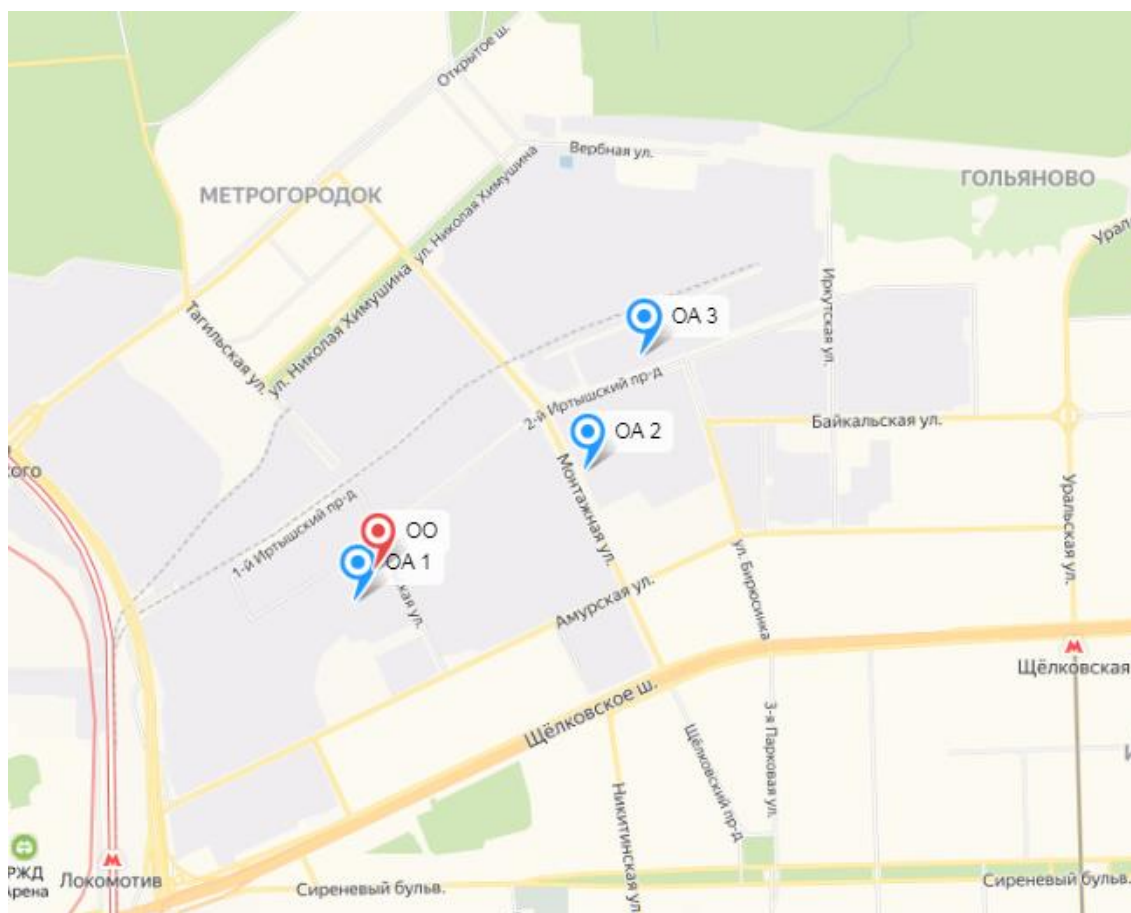 Открытое ш.
Вербная ул.
МЕТРОГОРОДОК
ГОЛЬЯНОВО
ул. Николая Химушина
ул. Николая Химушина
Тагильская ул.
Иркутская ул.
ОА 3
2-й Иртышский пр-д
ОА 2
Байкальская ул.
Монтажная ул.
Уральская ул.
1-й Иртышский пр-д
ОО
ОА 1
кая ул.
ул. Бирюсинка
Амурская ул.
Щёлковская
Щёлковское ш.
3-я Парковая ул.
Щёлковский пр-д
Никитинская ул
РЖД
Арена
Локомотив
Сиреневый бульв.
Сиреневый бульв.